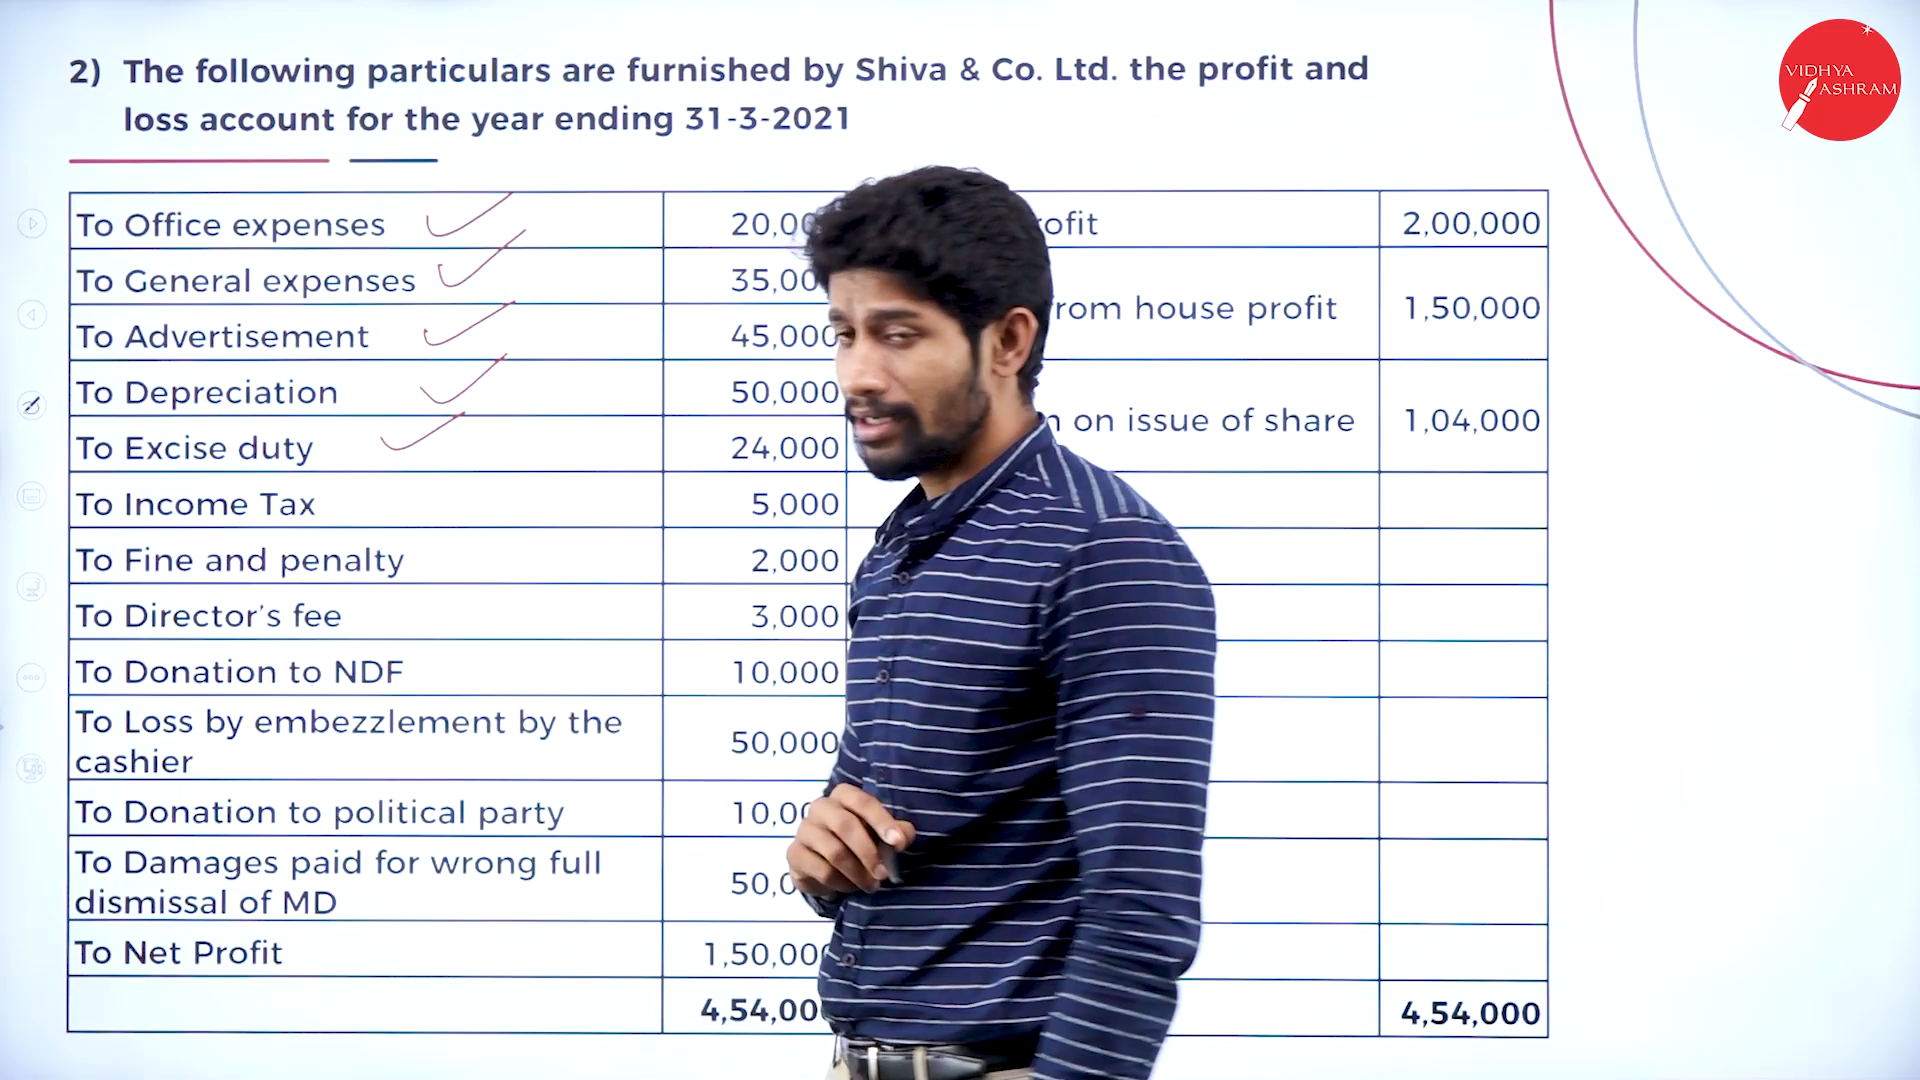 VIDHYA
ASHRAM
2) The following particulars are furnished by Shiva & Co. Ltd. the profit and
loss account for the year ending 31-3-2021
To Office expenses 2,00,000
To General expenses
rom house profit 1,50,000
To Advertisement 45,000
To Depreciation 50,000
on issue of share 1,04,000
To Excise duty 24,000
To Income Tax 5,000
To Fine and penalty 2,000
To Director's fee 3,000
To Donation to NDF 10,000
To Loss by embezzlement by the
cashier 50,000
To Donation to political party
To Damages paid for wrong full
dismissal of MD
To Net Profit
4,54,000